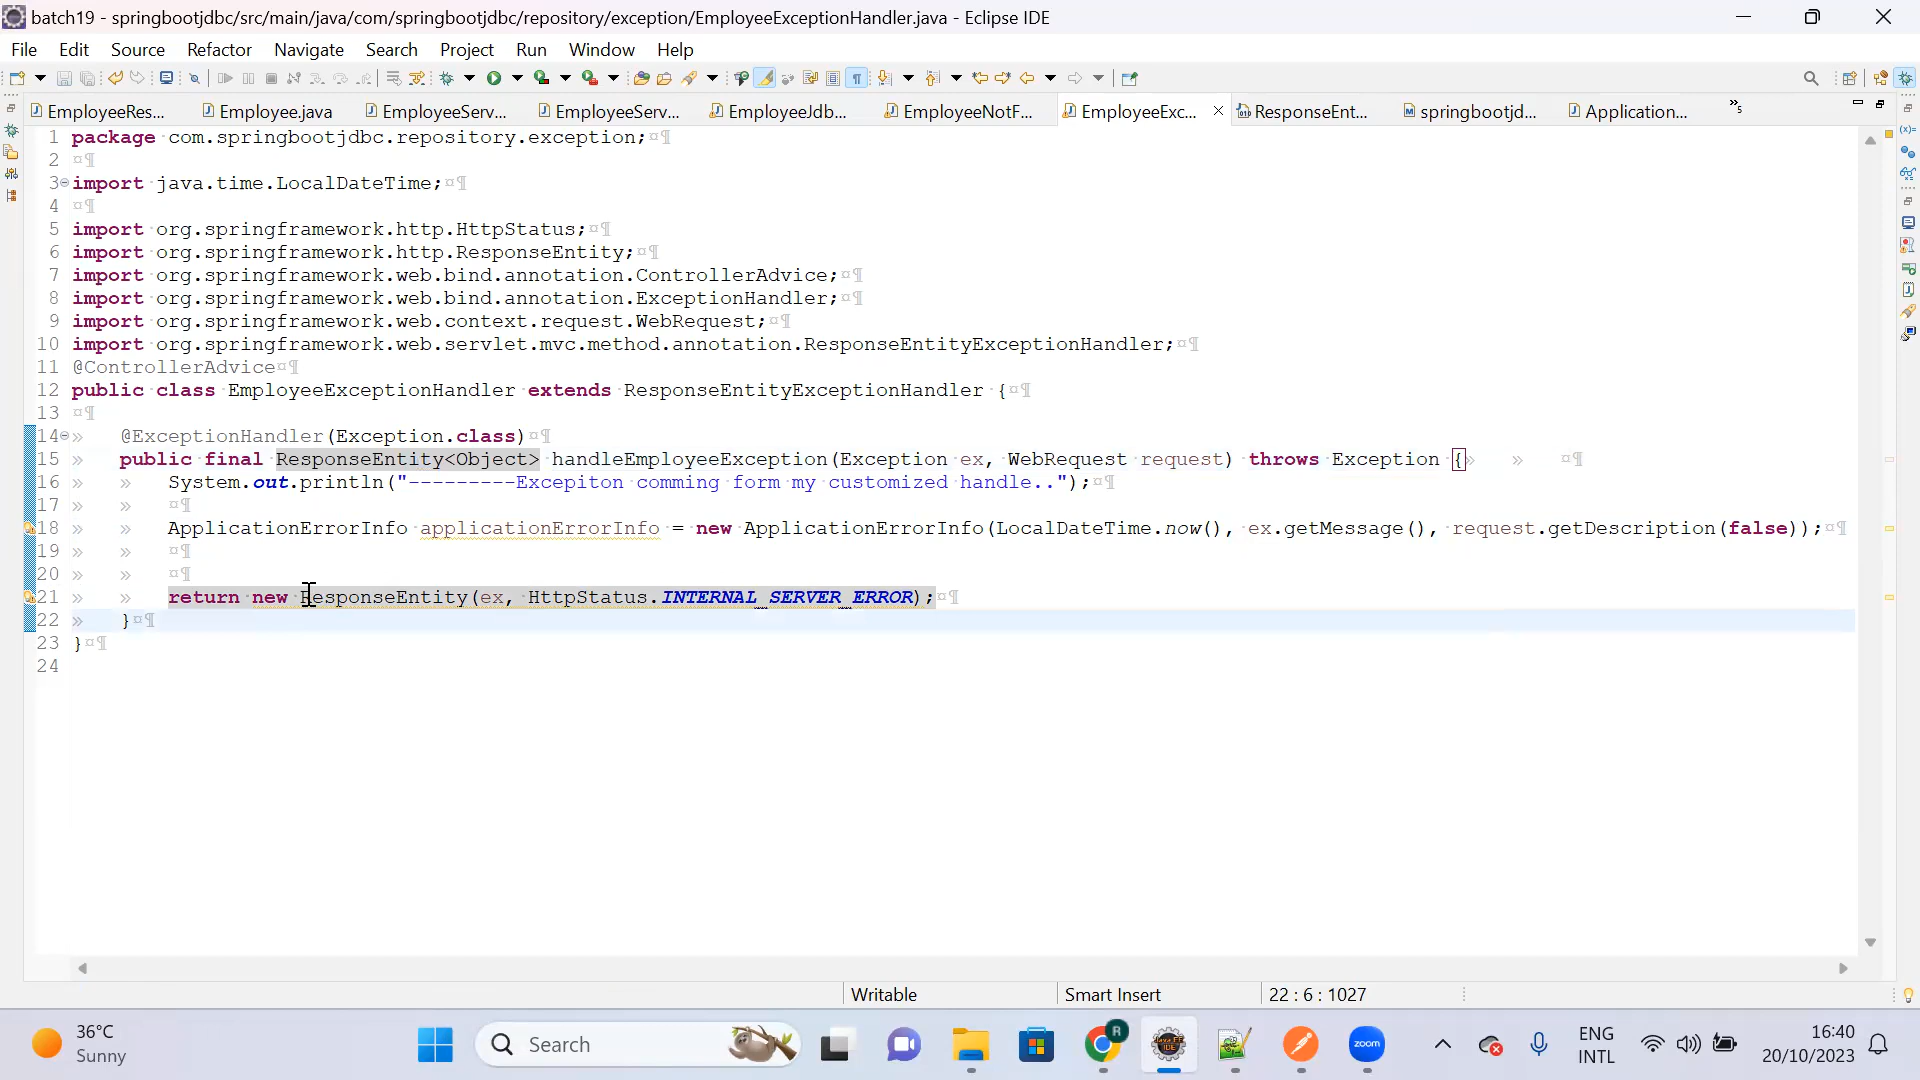 batch19 - springbootjdbc/src/main/java/com/springbootjdbc/repository/exception/EmployeeExceptionHandler.java - Eclipse IDE
File Edit Source Refactor Navigate Search Project Run Window Help
EmployeeRes... Employee.java EmployeeServ... EmployeeServ... EmployeeJdb... EmployeeNotF... EmployeeExc... ResponseEnt... springbootjd... Application... »5
1 package com.springbootjdbc.repository.exception;
2
3 import java.time.LocalDateTime;
4
5 import org.springframework.http.HttpStatus;
6 import org.springframework.http.ResponseEntity;
7 import org.springframework.web.bind.annotation.ControllerAdvice;
8 import org.springframework.web.bind.annotation.ExceptionHandler;
9 import org.springframework.web.context.request.WebRequest;
10 import org.springframework.web.servlet.mvc.method.annotation.ResponseEntityExceptionHandler;
11 @ControllerAdvice
12 public class EmployeeExceptionHandler extends ResponseEntityExceptionHandler {
13
14 @ExceptionHandler(Exception.class)
15 public final ResponseEntity<Object> handleEmployeeException(Exception ex, WebRequest request) throws Exception {
16 System.out.println("---------Excepiton comming form my customized handle..");
17
18 ApplicationErrorInfo applicationErrorInfo = new ApplicationErrorInfo(LocalDateTime.now(), ex.getMessage(), request.getDescription(false));
19
20
21 return new ResponseEntity(ex, HttpStatus.INTERNAL_SERVER_ERROR);
22 }
23 }
24
Writable Smart Insert 22 : 6 : 1027
36°C
Sunny
Search
zoom
ENG
INTL
16:40
20/10/2023